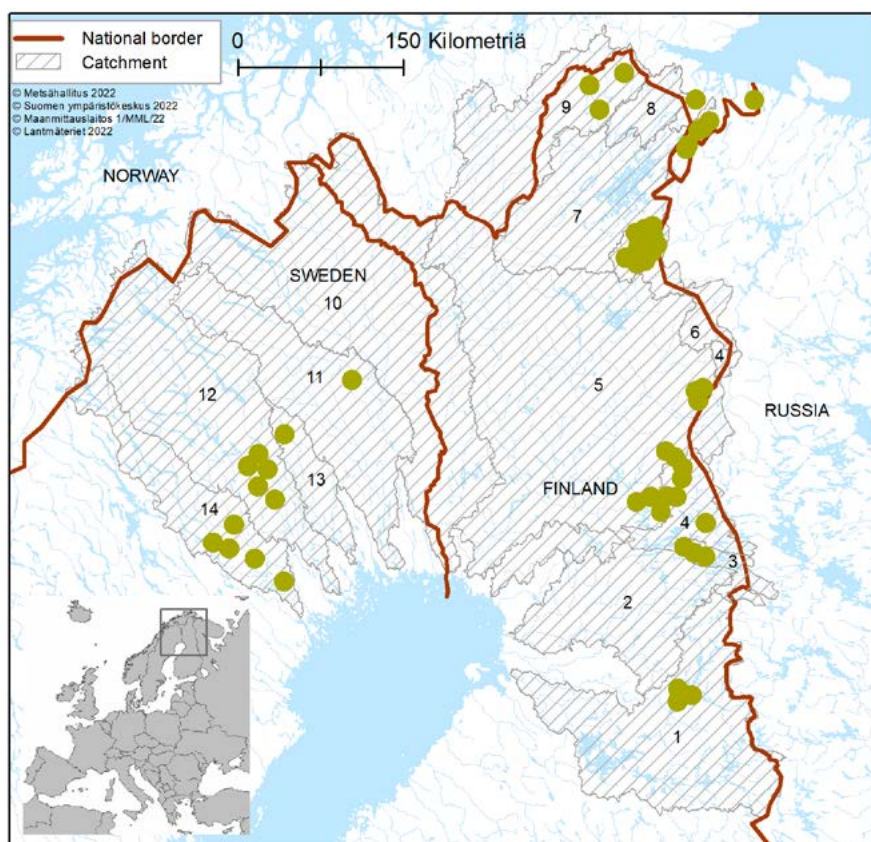 National border
Catchment
0 150 Kilometriä
© Metsähallitus 2022
© Suomen ympäristökeskus 2022
© Maanmittauslaitos 1/MML/22
© Lantmäteriet 2022
NORWAY
9
8
7
SWEDEN
10
6
4
11
12
5
RUSSIA
13
FINLAND
14
4
3
2
1